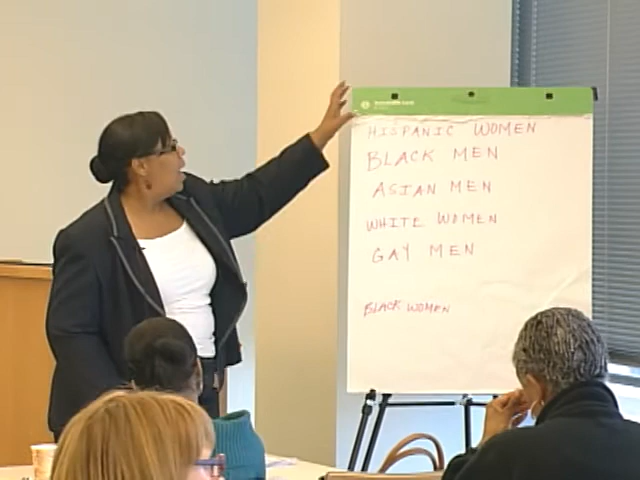 HISPANIC WOMEN
BLACK MEN
ASIAN MEN
WHITE WOMEN
GAY MEN
BLACK WOMEN